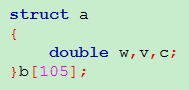 struct a
{
    double w,v,c;
}b[105];